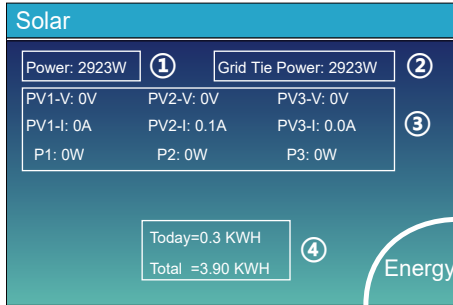 Solar
Power: 2923W ① Grid Tie Power: 2923W ②
PV1-V: 0V PV2-V: 0V PV3-V: 0V
PV1-I: 0A PV2-I: 0.1A PV3-I: 0.0A ③
P1: 0W P2: 0W P3: 0W
Today=0.3 KWH
④
Total =3.90 KWH
Energy